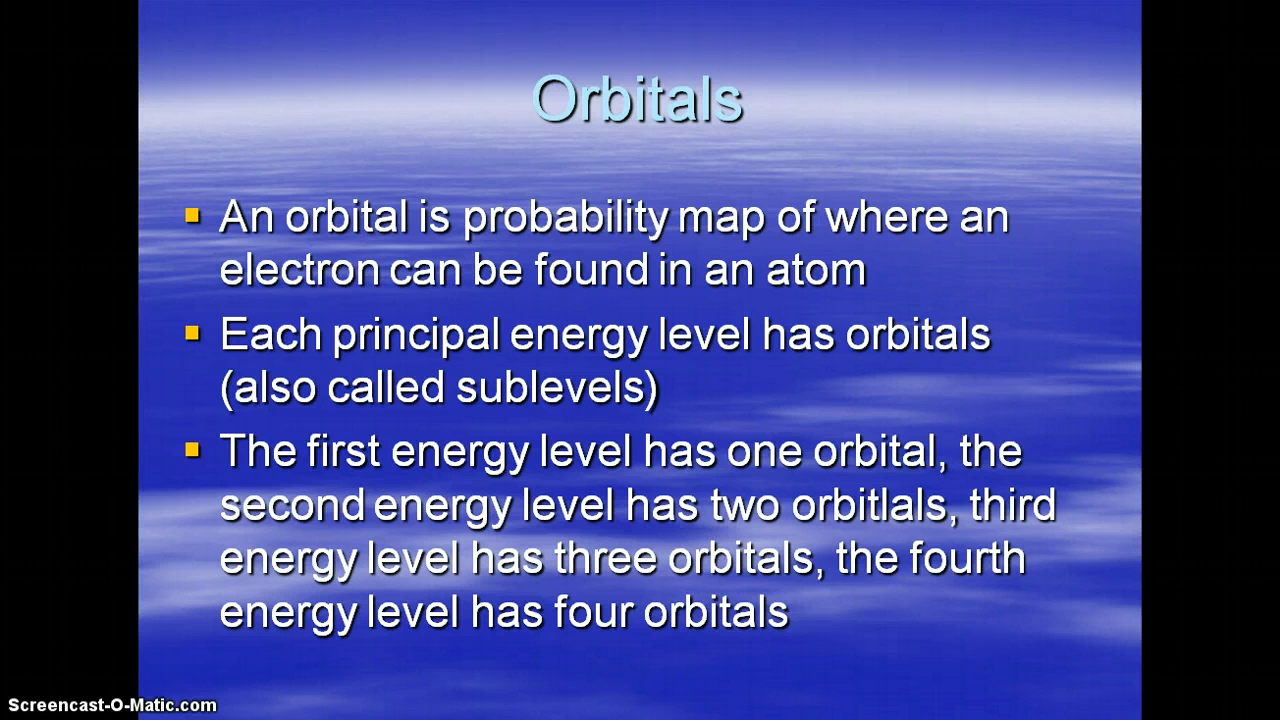 Orbitals
▪ An orbital is probability map of where an
electron can be found in an atom
▪ Each principal energy level has orbitals
(also called sublevels)
▪ The first energy level has one orbital, the
second energy level has two orbitlals, third
energy level has three orbitals, the fourth
energy level has four orbitals
Screencast-O-Matic.com